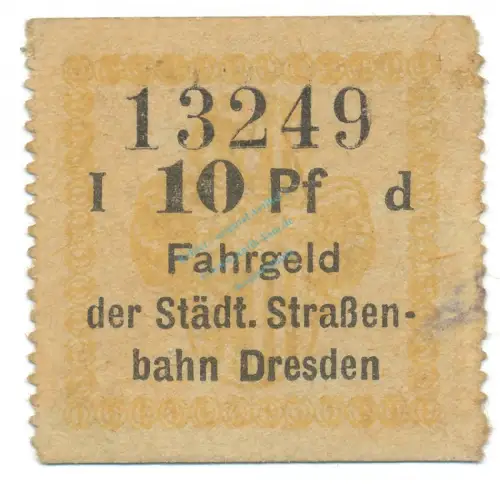 13249
I 10 Pf d
Fahrgeld
der Städt. Straßen-
bahn Dresden